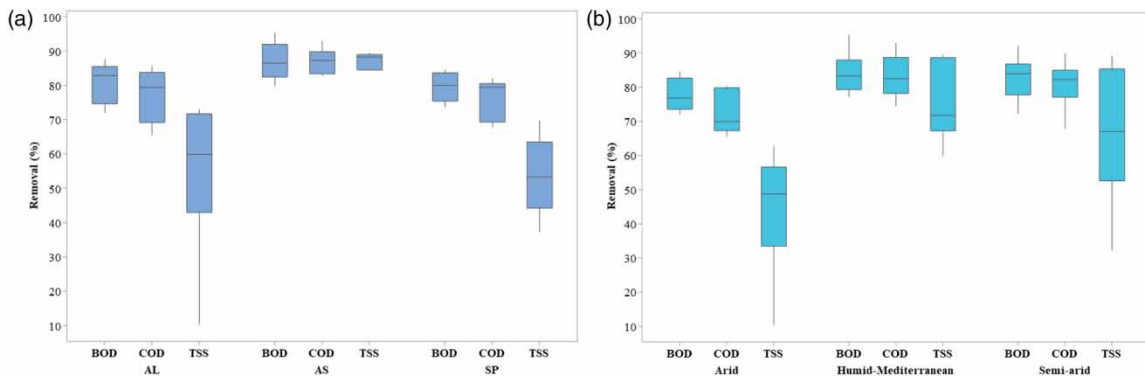 (a)
100
90
80
70
60
50
40
30
20
10
Removal (%)
BOD COD TSS BOD COD TSS BOD COD TSS
AL AS SP
(b)
100
90
80
70
60
50
40
30
20
10
Removal (%)
BOD COD TSS BOD COD TSS BOD COD TSS
Arid Humid-Mediterranean Semi-arid